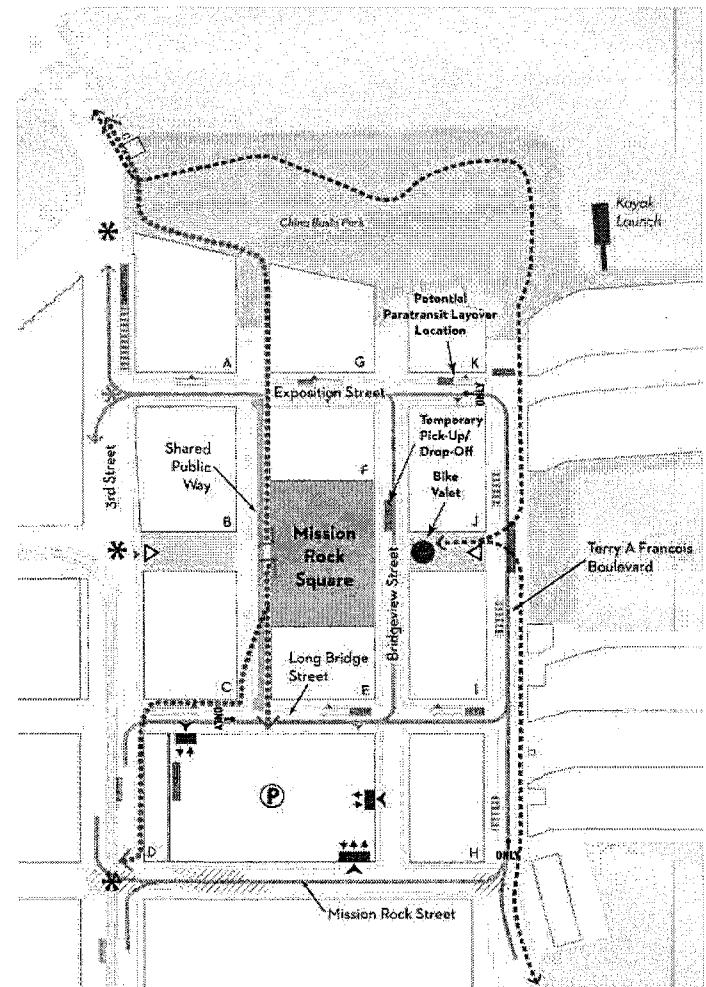 Kayak
Launch
China Basin Park
Potential
Paratransit Layover
Location
A
G
K
Exposition Street
ONLY
3rd Street
Shared
Public
Way
Temporary
Pick-Up/
Drop-Off
F
Bike
Valet
B
J
Mission
Rock
Square
Bridgeview Street
Terry A Francois
Boulevard
Long Bridge
Street
C
E
I
ONLY
P
D
H
ONLY
Mission Rock Street